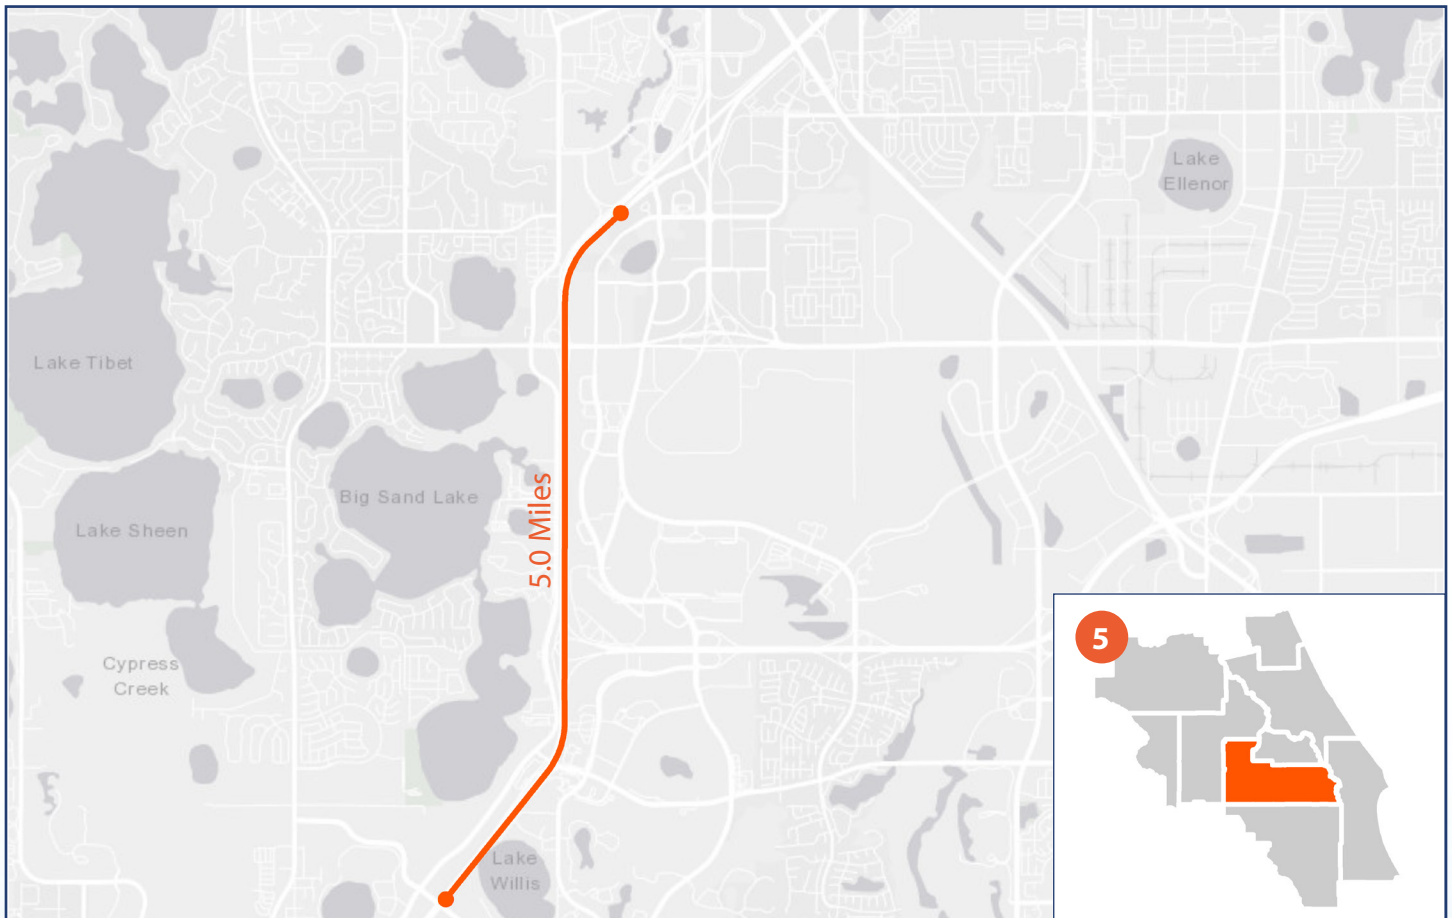 Lake
Ellenor
Lake Tibet
Big Sand Lake
Lake Sheen
5.0 Miles
Cypress
Creek
5
Lake
Willis